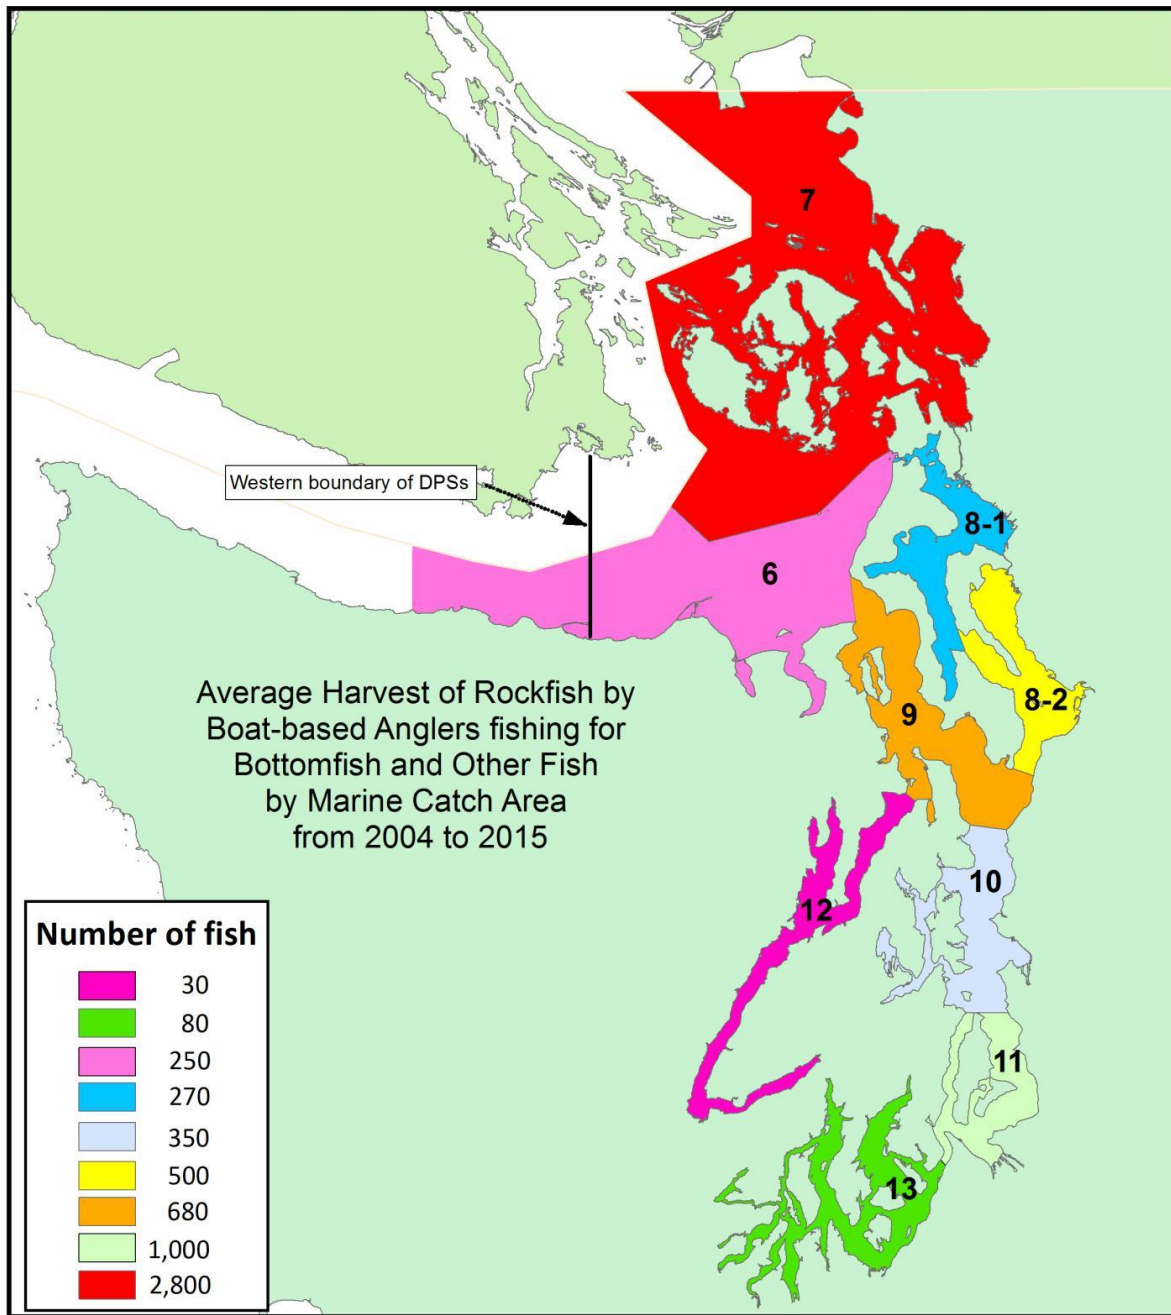 7
Western boundary of DPSs
8-1
6
Average Harvest of Rockfish by
Boat-based Anglers fishing for
Bottomfish and Other Fish
by Marine Catch Area
from 2004 to 2015
8-2
9
10
12
11
13
Number of fish
30
80
250
270
350
500
680
1,000
2,800